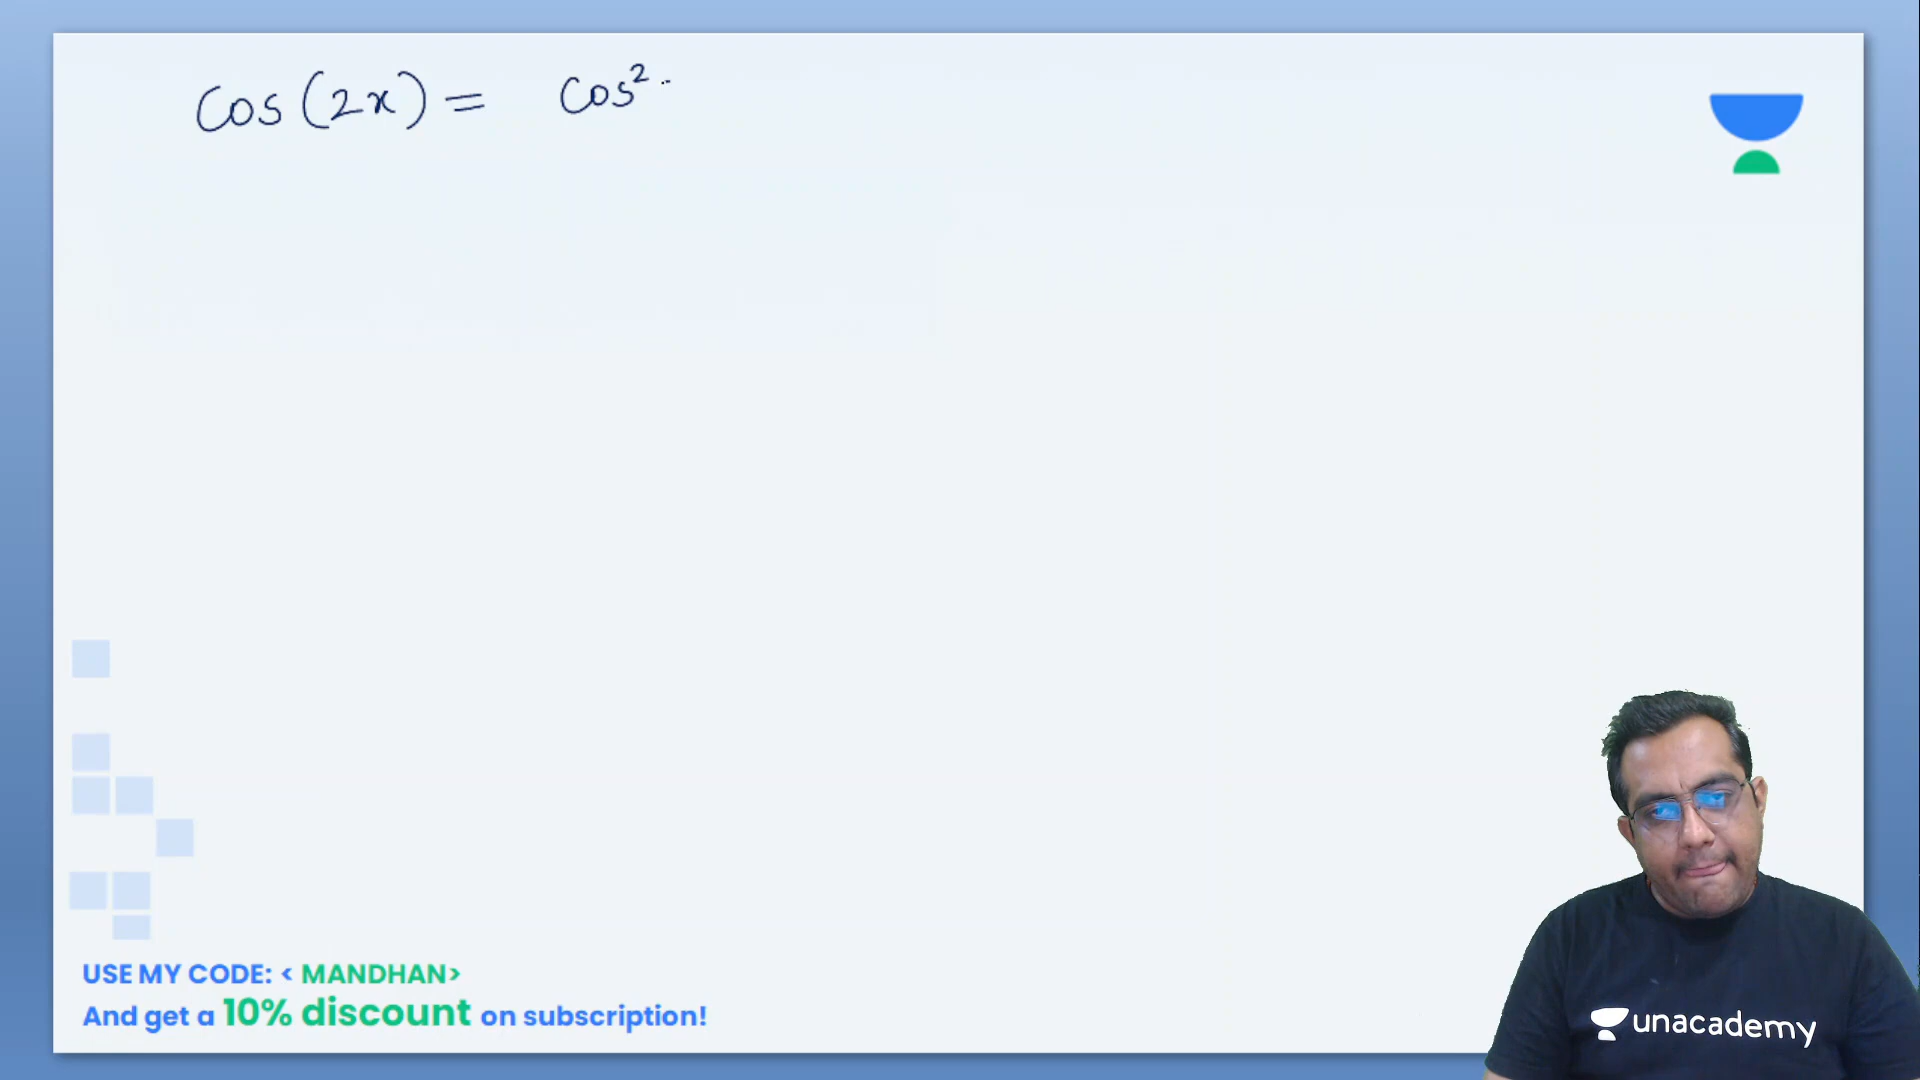 Cos (2x) = Cos²
USE MY CODE: < MANDHAN>
And get a 10% discount on subscription!
unacademy